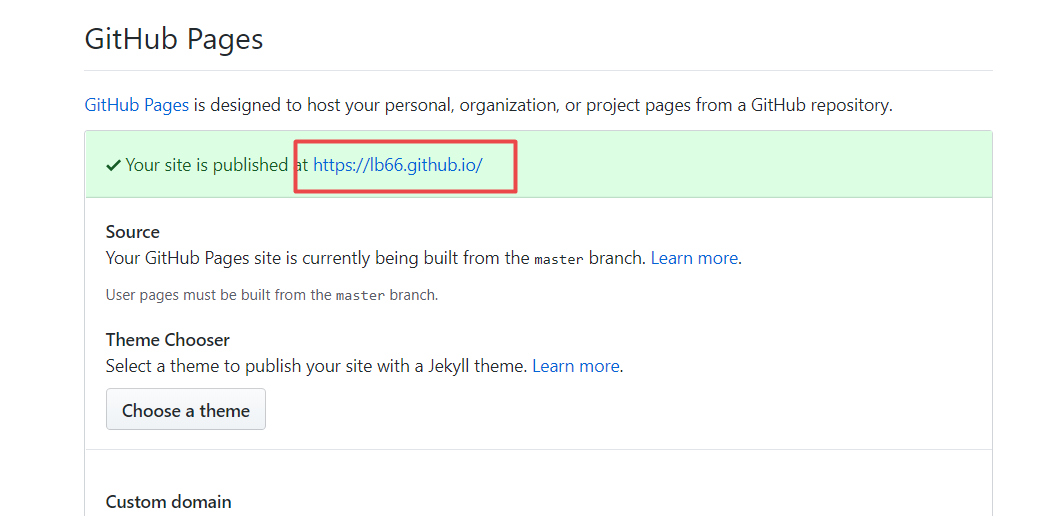 GitHub Pages
GitHub Pages is designed to host your personal, organization, or project pages from a GitHub repository.
✔ Your site is published at https://lb66.github.io/
Source
Your GitHub Pages site is currently being built from the master branch. Learn more.
User pages must be built from the master branch.
Theme Chooser
Select a theme to publish your site with a Jekyll theme. Learn more.
Choose a theme
Custom domain